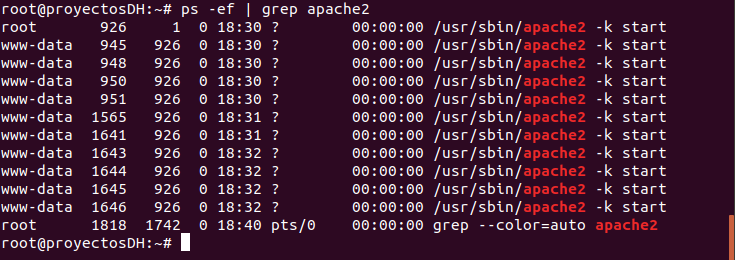 root@proyectosDH:~# ps -ef | grep apache2
root       926     1  0 18:30 ?        00:00:00 /usr/sbin/apache2 -k start
www-data   945   926  0 18:30 ?        00:00:00 /usr/sbin/apache2 -k start
www-data   948   926  0 18:30 ?        00:00:00 /usr/sbin/apache2 -k start
www-data   950   926  0 18:30 ?        00:00:00 /usr/sbin/apache2 -k start
www-data   951   926  0 18:30 ?        00:00:00 /usr/sbin/apache2 -k start
www-data  1565   926  0 18:31 ?        00:00:00 /usr/sbin/apache2 -k start
www-data  1641   926  0 18:31 ?        00:00:00 /usr/sbin/apache2 -k start
www-data  1643   926  0 18:32 ?        00:00:00 /usr/sbin/apache2 -k start
www-data  1644   926  0 18:32 ?        00:00:00 /usr/sbin/apache2 -k start
www-data  1645   926  0 18:32 ?        00:00:00 /usr/sbin/apache2 -k start
www-data  1646   926  0 18:32 ?        00:00:00 /usr/sbin/apache2 -k start
root      1818  1742  0 18:40 pts/0    00:00:00 grep --color=auto apache2
root@proyectosDH:~#